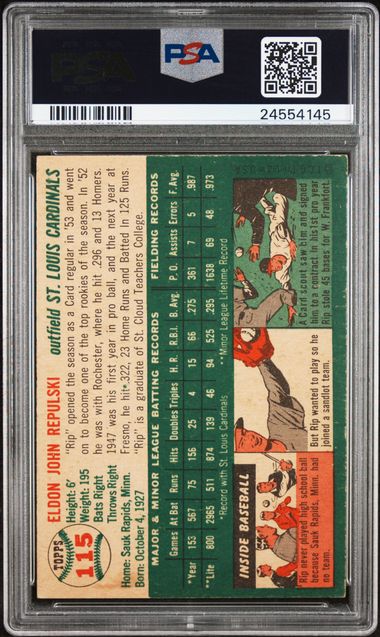 PSA
PSA
24554145
TOPPS
115
ELDON JOHN REPULSKI outfield ST. LOUIS CARDINALS
Height: 6'
Weight: 195
Bats Right
Throws Right
Home: Sauk Rapids, Minn.
Born: October 4, 1927
"Rip" opened the season as a Card regular in '53 and went
on to become one of the top rookies of the season. In '52
he was with Rochester, where he hit .296 and 13 Homers.
1947 was his first year in pro ball, and the next year at
Fresno, he hit .322, 23 Home Runs and Batted in 125 Runs.
"Rip" is a graduate of St. Cloud Teachers College.
MAJOR & MINOR LEAGUE BATTING RECORDS FIELDING RECORDS
Games At Bat Runs Hits Doubles Triples H.R. R.B.I. B. Avg. P.O. Assists Errors F. Avg.
*Year 153 567 75 156 25 4 15 66 .275 361 7 5 .987
**Life 800 2965 511 874 139 46 94 525 .295 1638 69 48 .973
*Record with St. Louis Cardinals **Minor League Lifetime Record
INSIDE BASEBALL
Rip never played high school ball
because Sauk Rapids, Minn. had
no team.
But Rip wanted to play so he
joined a sandlot team.
A Card scout saw him and signed
him to a contract. In his 1st pro year
Rip stole 45 bases for W. Frankfort.